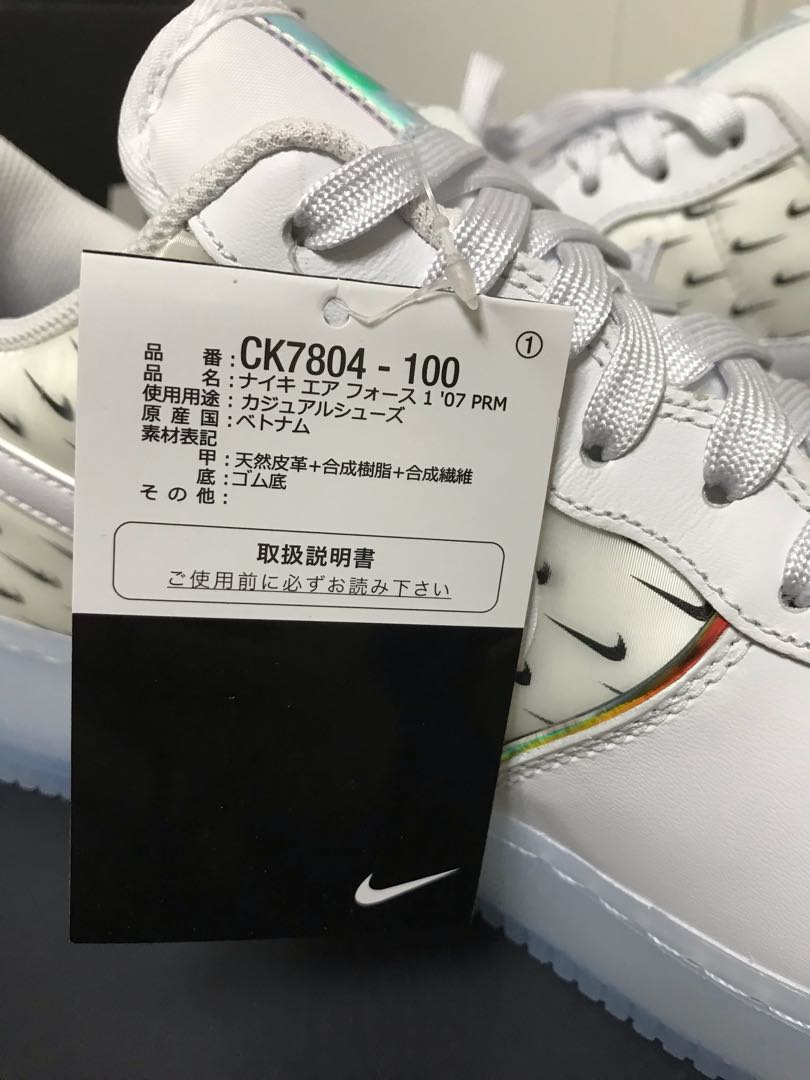 ①
品 番：CK7804 - 100
品 名：ナイキ エア フォース 1 '07 PRM
使用用途：カジュアルシューズ
原 産 国：ベトナム
素材表記
甲：天然皮革+合成樹脂+合成繊維
底：ゴム底
そ の 他：
取扱説明書
ご使用前に必ずお読み下さい